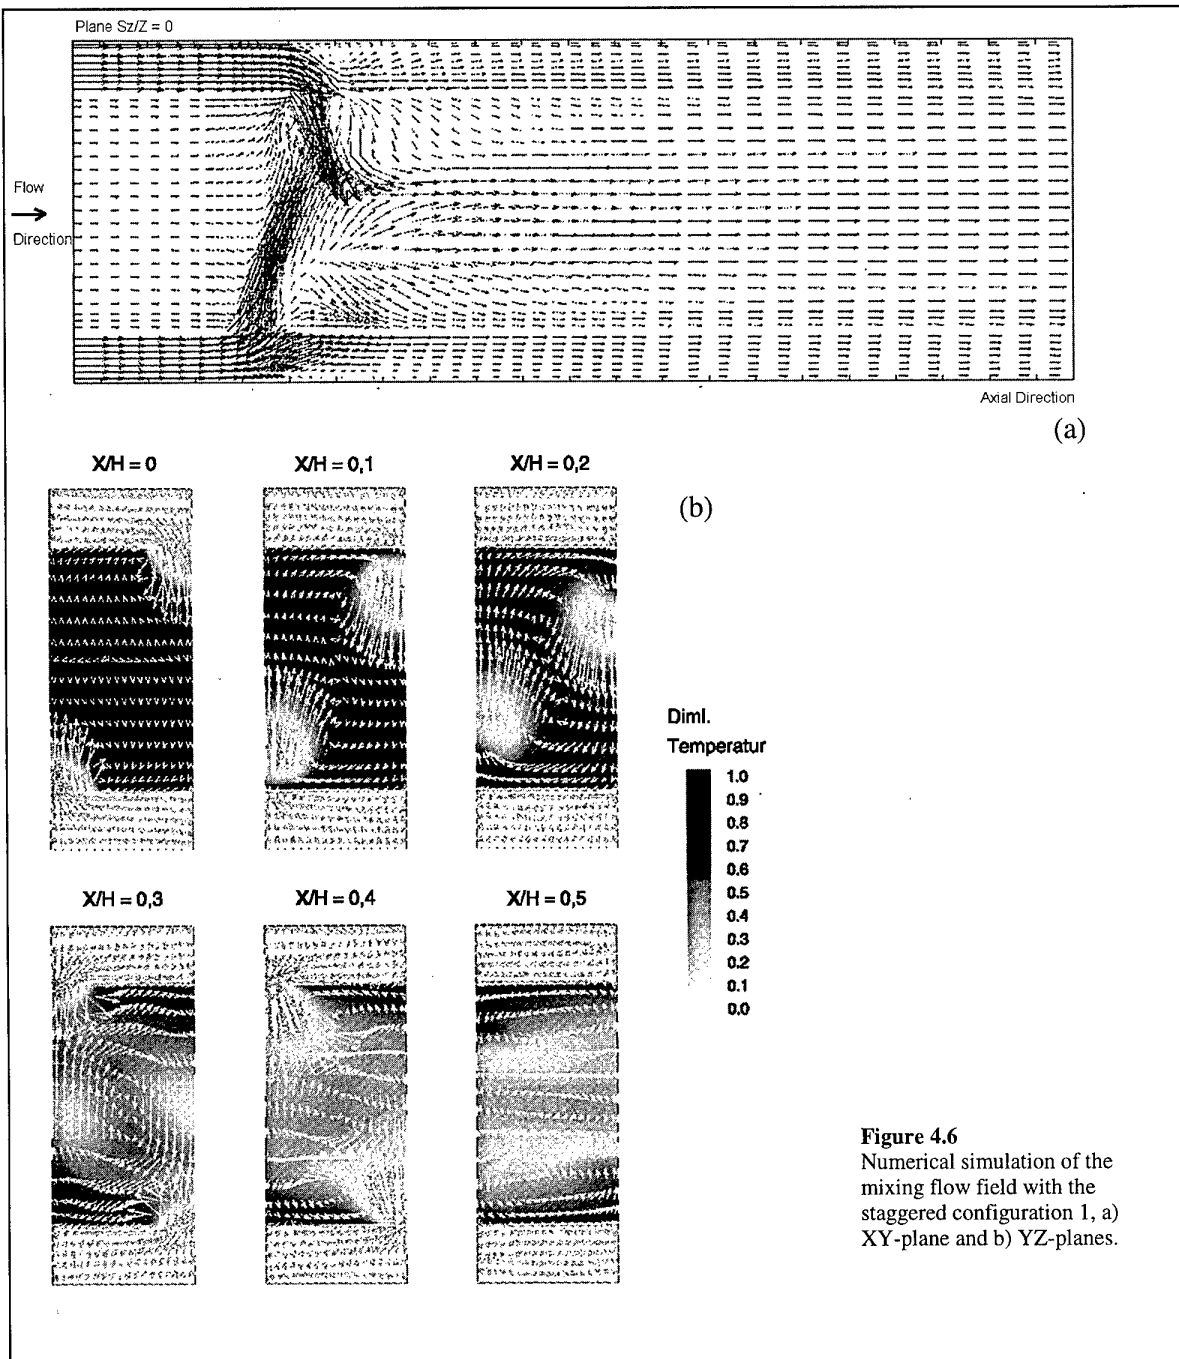 Plane Sz/Z = 0
Flow
Direction
Axial Direction
(a)
X/H = 0
X/H = 0,1
X/H = 0,2
(b)
Diml.
Temperatur
1.0
0.9
0.8
0.7
0.6
0.5
0.4
0.3
0.2
0.1
0.0
X/H = 0,3
X/H = 0,4
X/H = 0,5
Figure 4.6
Numerical simulation of the
mixing flow field with the
staggered configuration 1, a)
XY-plane and b) YZ-planes.